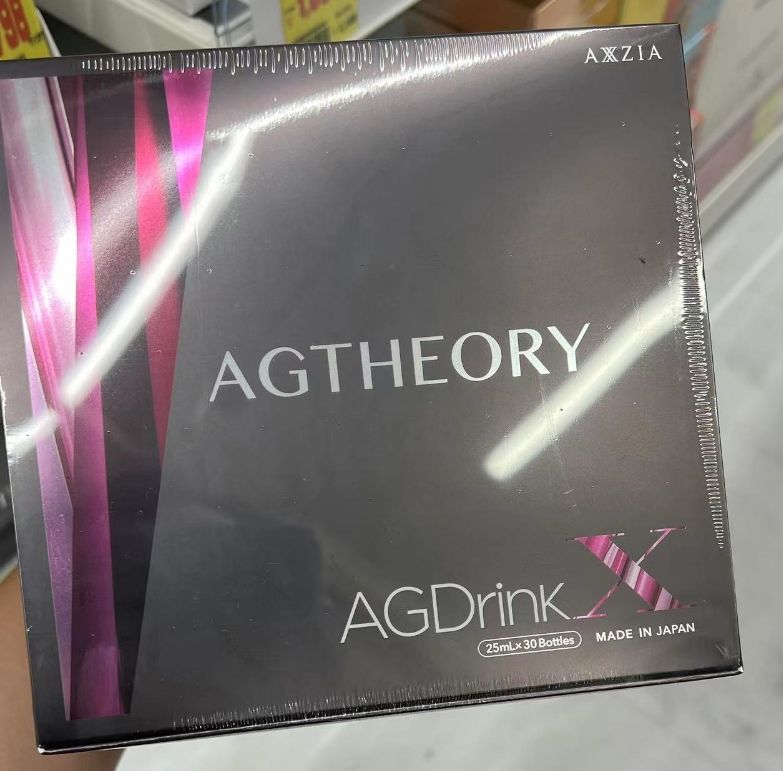 AXXZIA
AGTHEORY
AGDrink X
25mL×30 Bottles
MADE IN JAPAN